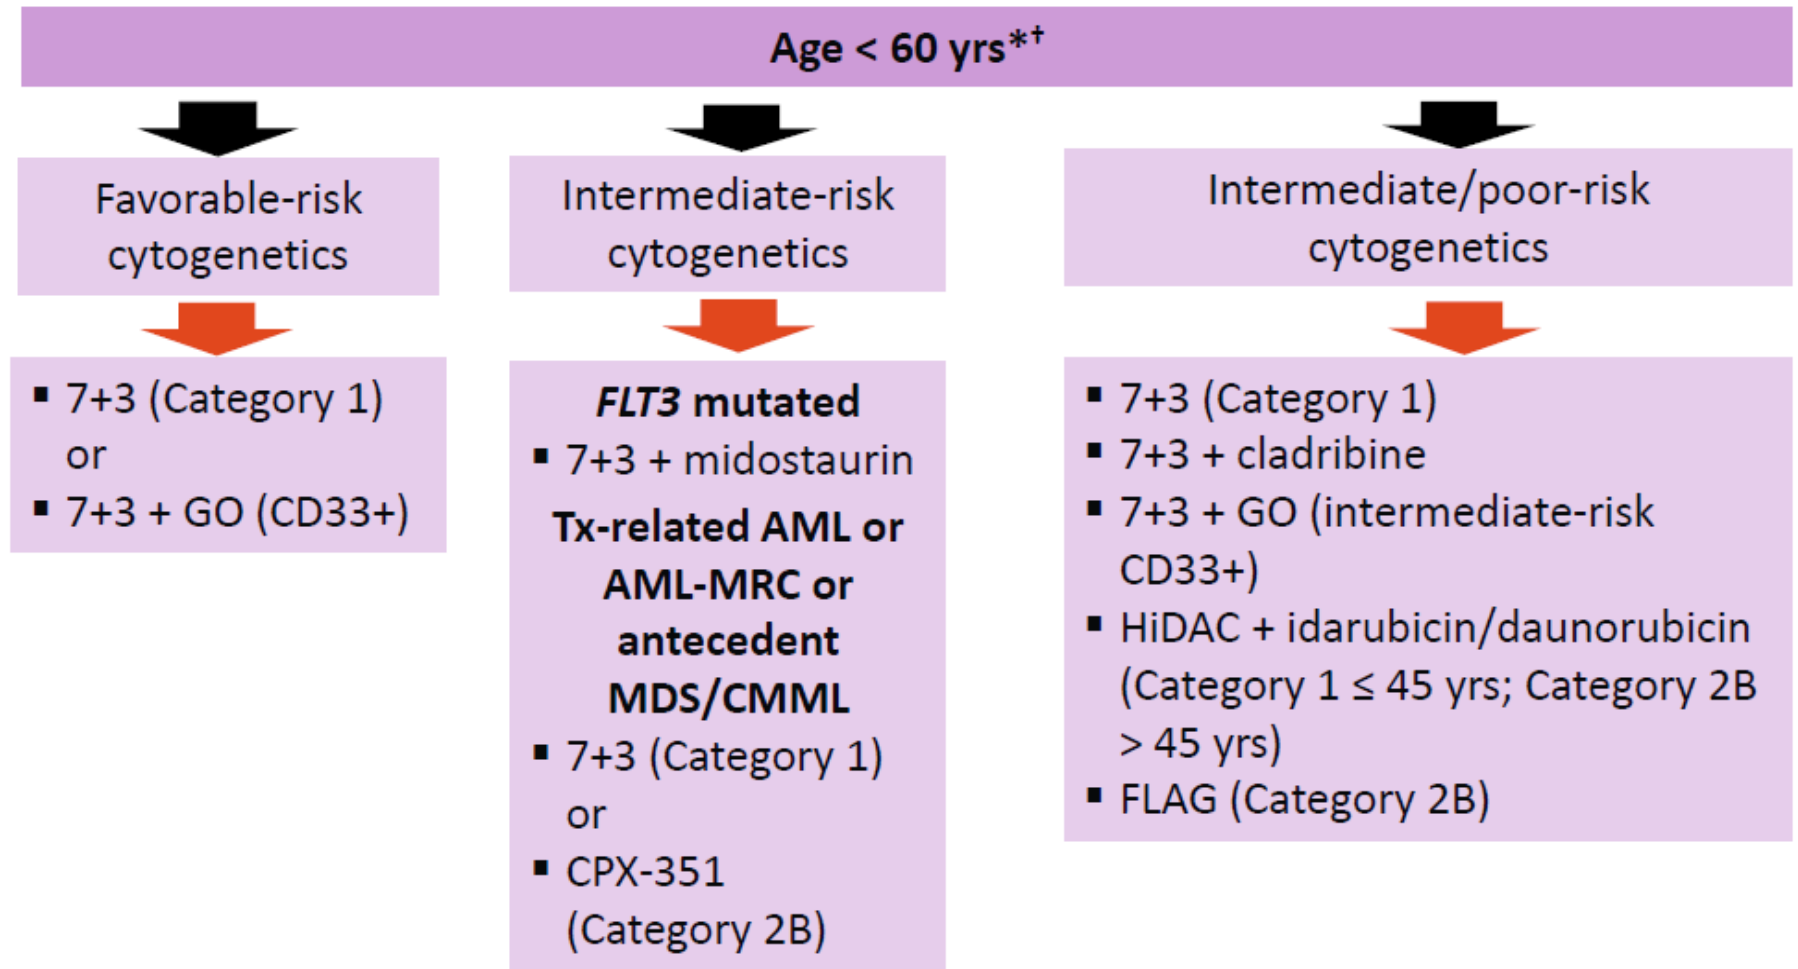 Age < 60 yrs*†
Favorable-risk
cytogenetics
▪ 7+3 (Category 1)
or
▪ 7+3 + GO (CD33+)
Intermediate-risk
cytogenetics
FLT3 mutated
▪ 7+3 + midostaurin
Tx-related AML or
AML-MRC or
antecedent
MDS/CMML
▪ 7+3 (Category 1)
or
▪ CPX-351
(Category 2B)
Intermediate/poor-risk
cytogenetics
▪ 7+3 (Category 1)
▪ 7+3 + cladribine
▪ 7+3 + GO (intermediate-risk
CD33+)
▪ HiDAC + idarubicin/daunorubicin
(Category 1 ≤ 45 yrs; Category 2B
> 45 yrs)
▪ FLAG (Category 2B)